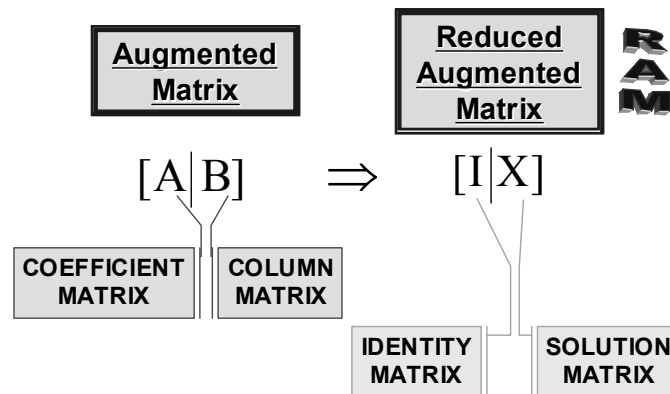 Augmented
Matrix
Reduced
Augmented
Matrix
R
A
M
[A|B] ⇒ [I|X]
COEFFICIENT
MATRIX
COLUMN
MATRIX
IDENTITY
MATRIX
SOLUTION
MATRIX